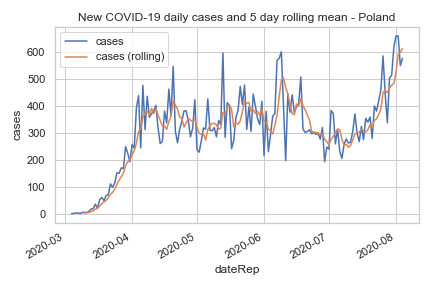 New COVID-19 daily cases and 5 day rolling mean - Poland
cases
cases (rolling)
600
500
400
300
200
100
0
cases
2020-03
2020-04
2020-05
2020-06
2020-07
2020-08
dateRep